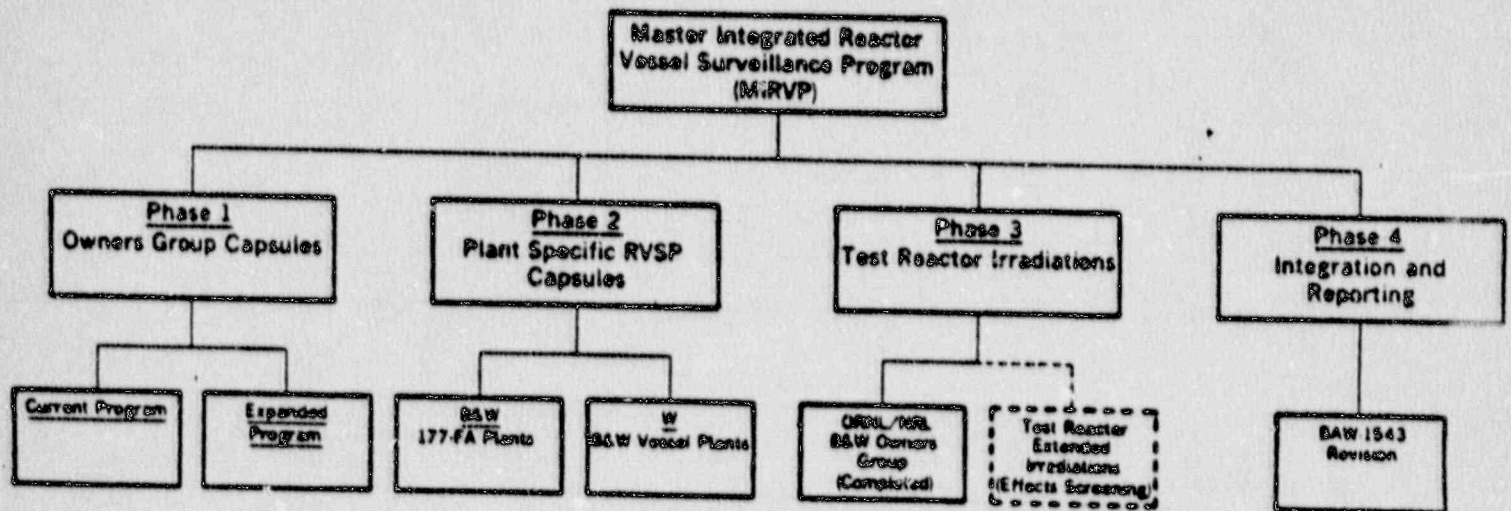 Master Integrated Reactor
Vessel Surveillance Program
(MIRVP)
Phase 1
Owners Group Capsules
Phase 2
Plant Specific RVSP
Capsules
Phase 3
Test Reactor Irradiations
Phase 4
Integration and
Reporting
Current Program
Expanded
Program
B&W
177-FA Plants
W
B&W Vessel Plants
B&W Owners
Group
(Completed)
Test Reactor
Extended
Irradiations
(Effects Screening)
BAW 1543
Revision